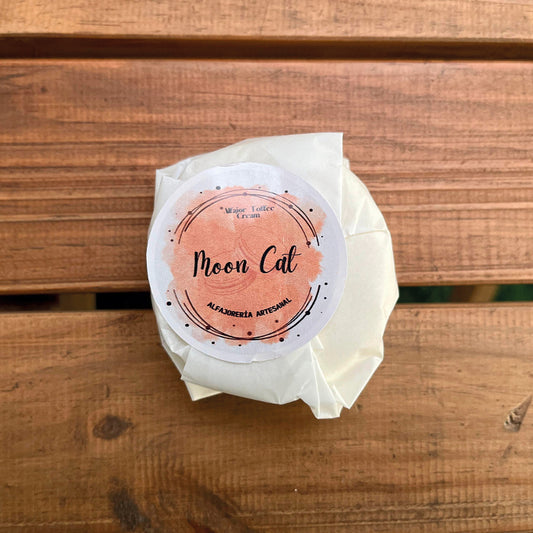 Alfajor Toffee
Cream
Moon Cat
ALFAJORERÍA ARTESANAL